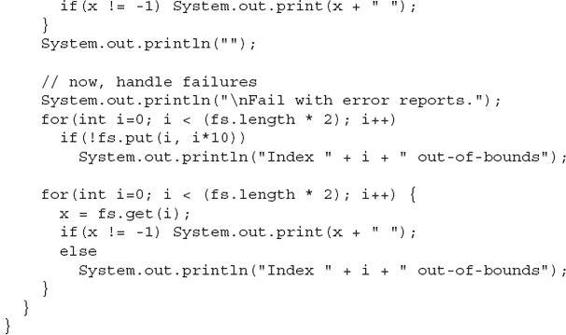 if(x != -1) System.out.print(x + " ");
}
System.out.println("");
// now, handle failures
System.out.println("\nFail with error reports.");
for(int i=0; i < (fs.length * 2); i++)
if(!fs.put(i, i*10))
System.out.println("Index " + i + " out-of-bounds");
for(int i=0; i < (fs.length * 2); i++) {
x = fs.get(i);
if(x != -1) System.out.print(x + " ");
else
System.out.println("Index " + i + " out-of-bounds");
}
}
}